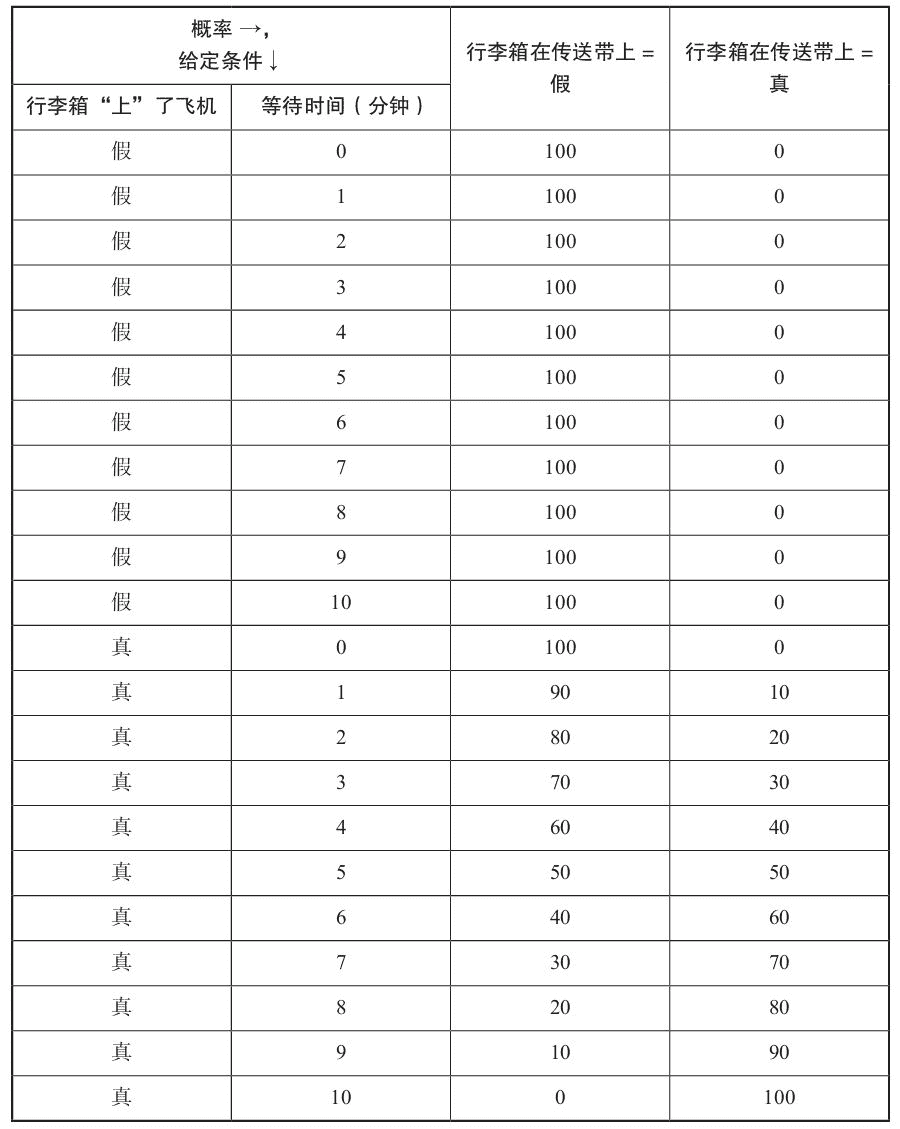 概率 →,
给定条件↓
行李箱在传送带上 =
假
行李箱在传送带上 =
真
行李箱“上”了飞机 等待时间（分钟）
假 0 100 0
假 1 100 0
假 2 100 0
假 3 100 0
假 4 100 0
假 5 100 0
假 6 100 0
假 7 100 0
假 8 100 0
假 9 100 0
假 10 100 0
真 0 100 0
真 1 90 10
真 2 80 20
真 3 70 30
真 4 60 40
真 5 50 50
真 6 40 60
真 7 30 70
真 8 20 80
真 9 10 90
真 10 0 100